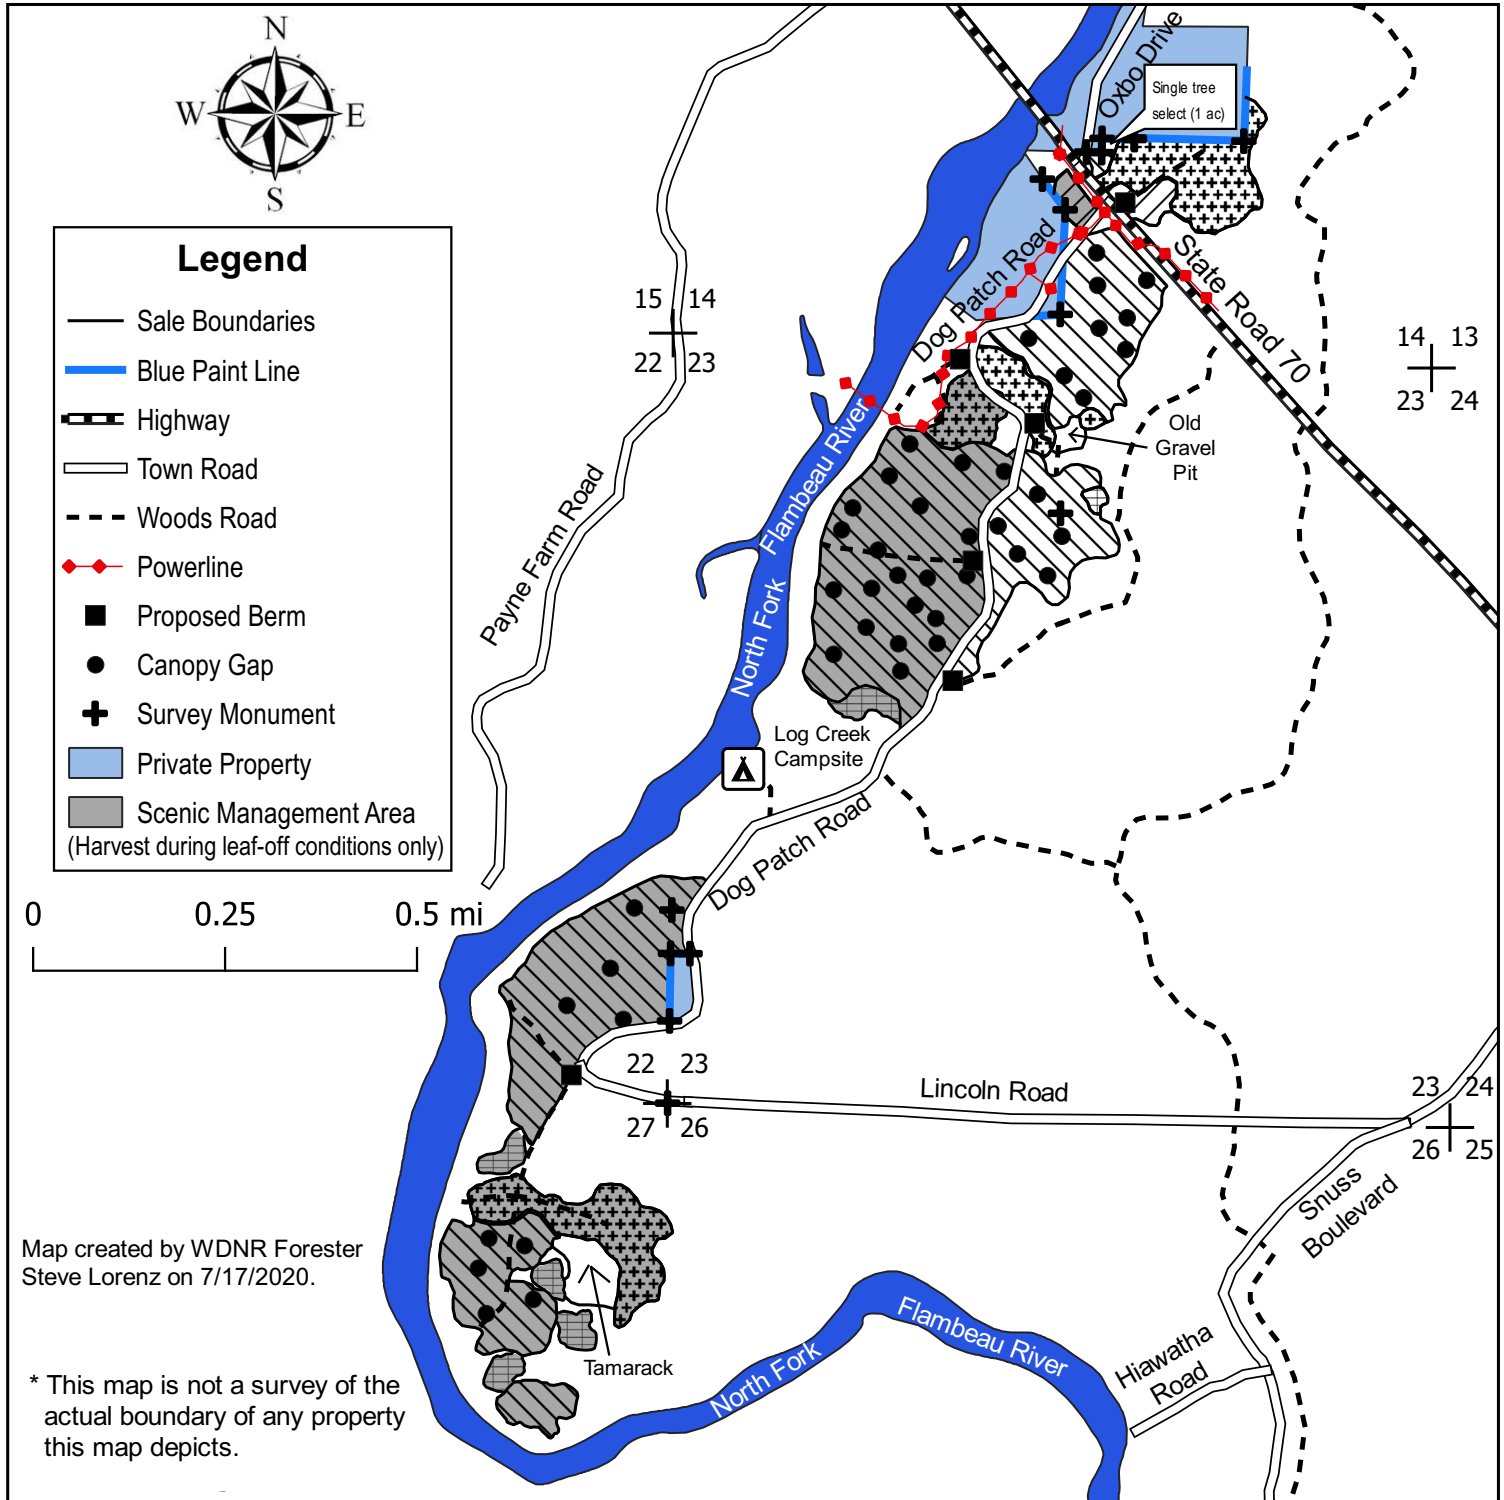 N
W E
S
Legend
Sale Boundaries
Blue Paint Line
Highway
Town Road
Woods Road
Powerline
Proposed Berm
Canopy Gap
Survey Monument
Private Property
Scenic Management Area
(Harvest during leaf-off conditions only)
0 0.25 0.5 mi
Oxbo Drive
Single tree
select (1 ac)
15 14
22 23
14 13
23 24
State Road 70
Dog Patch Road
Old
Gravel
Pit
Payne Farm Road
North Fork Flambeau River
Log Creek
Campsite
Dog Patch Road
22 23
27 26
Lincoln Road
23 24
26 25
Snuss
Boulevard
Map created by WDNR Forester
Steve Lorenz on 7/17/2020.
Tamarack
North Fork Flambeau River
Hiawatha
Road
* This map is not a survey of the
actual boundary of any property
this map depicts.